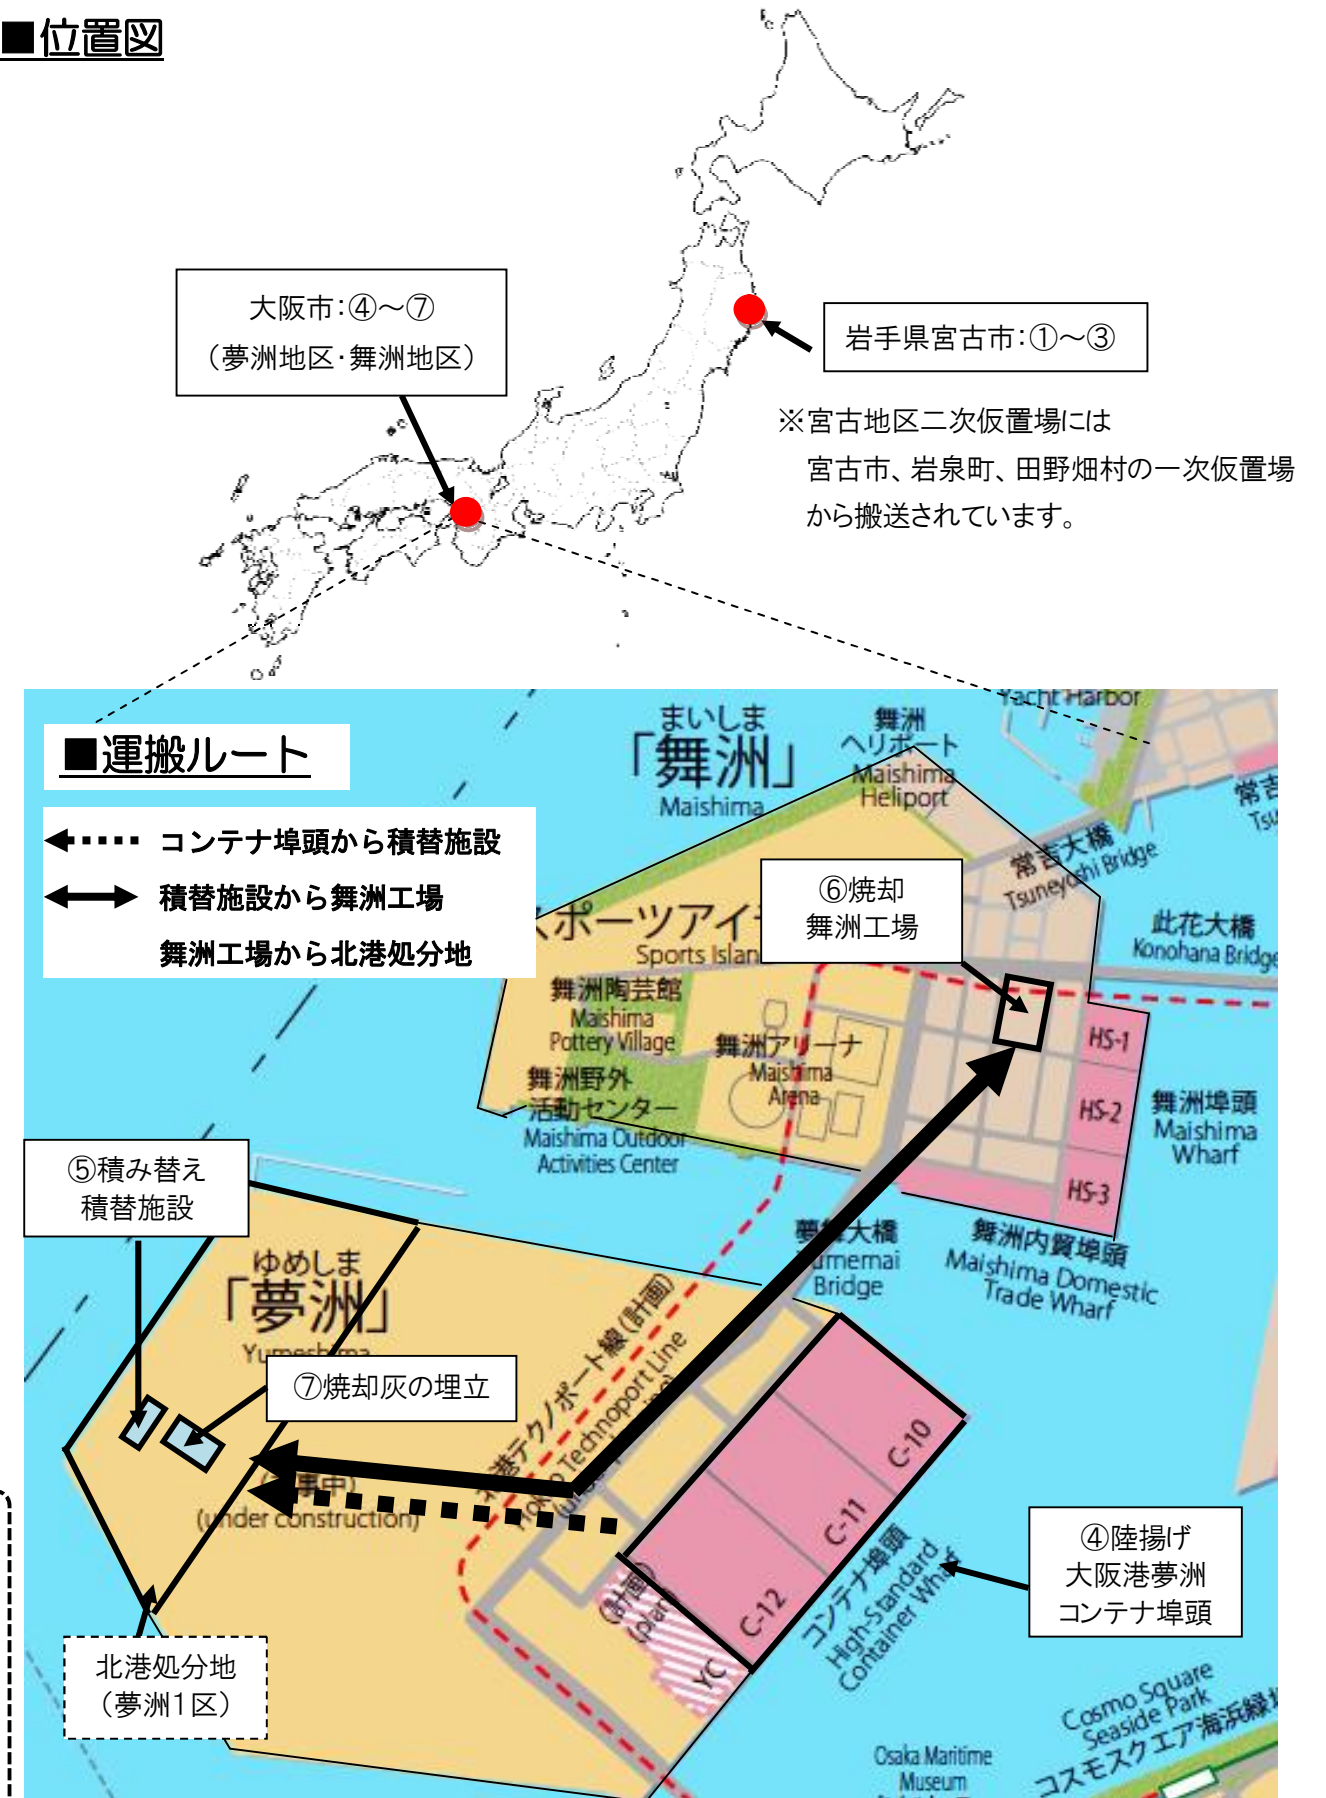 ■位置図
大阪市：④～⑦
（夢洲地区・舞洲地区）
岩手県宮古市：①～③
※宮古地区二次仮置場には
宮古市、岩泉町、田野畑村の一次仮置場
から搬送されています。
■運搬ルート
コンテナ埠頭から積替施設
積替施設から舞洲工場
舞洲工場から北港処分地
まいしま
「舞洲」
Maishima
舞洲
ヘリポート
Maishima
Heliport
Yacht Harbor
常吉大橋
Tsuneyoshi Bridge
此花大橋
Konohana Bridge
⑥焼却
舞洲工場
スポーツアイ
Sports Islan
舞洲陶芸館
Maishima
Pottery Village
舞洲アリーナ
Maishima
Arena
舞洲野外
活動センター
Maishima Outdoor
Activities Center
HS-1
HS-2
HS-3
舞洲埠頭
Maishima
Wharf
舞洲内貿埠頭
Maishima Domestic
Trade Wharf
夢舞大橋
Bridge
⑤積み替え
積替施設
ゆめしま
「夢洲」
Yumeshima
⑦焼却灰の埋立
(under construction)
北港テクノポート線(計画)
Technoport Line
C-10
C-11
C-12
(計画)
YC
コンテナ埠頭
High-Standard
Container Wharf
④陸揚げ
大阪港夢洲
コンテナ埠頭
北港処分地
（夢洲1区）
Cosmo Square
Seaside Park
コスモスクエア海浜緑
Osaka Maritime
Museum